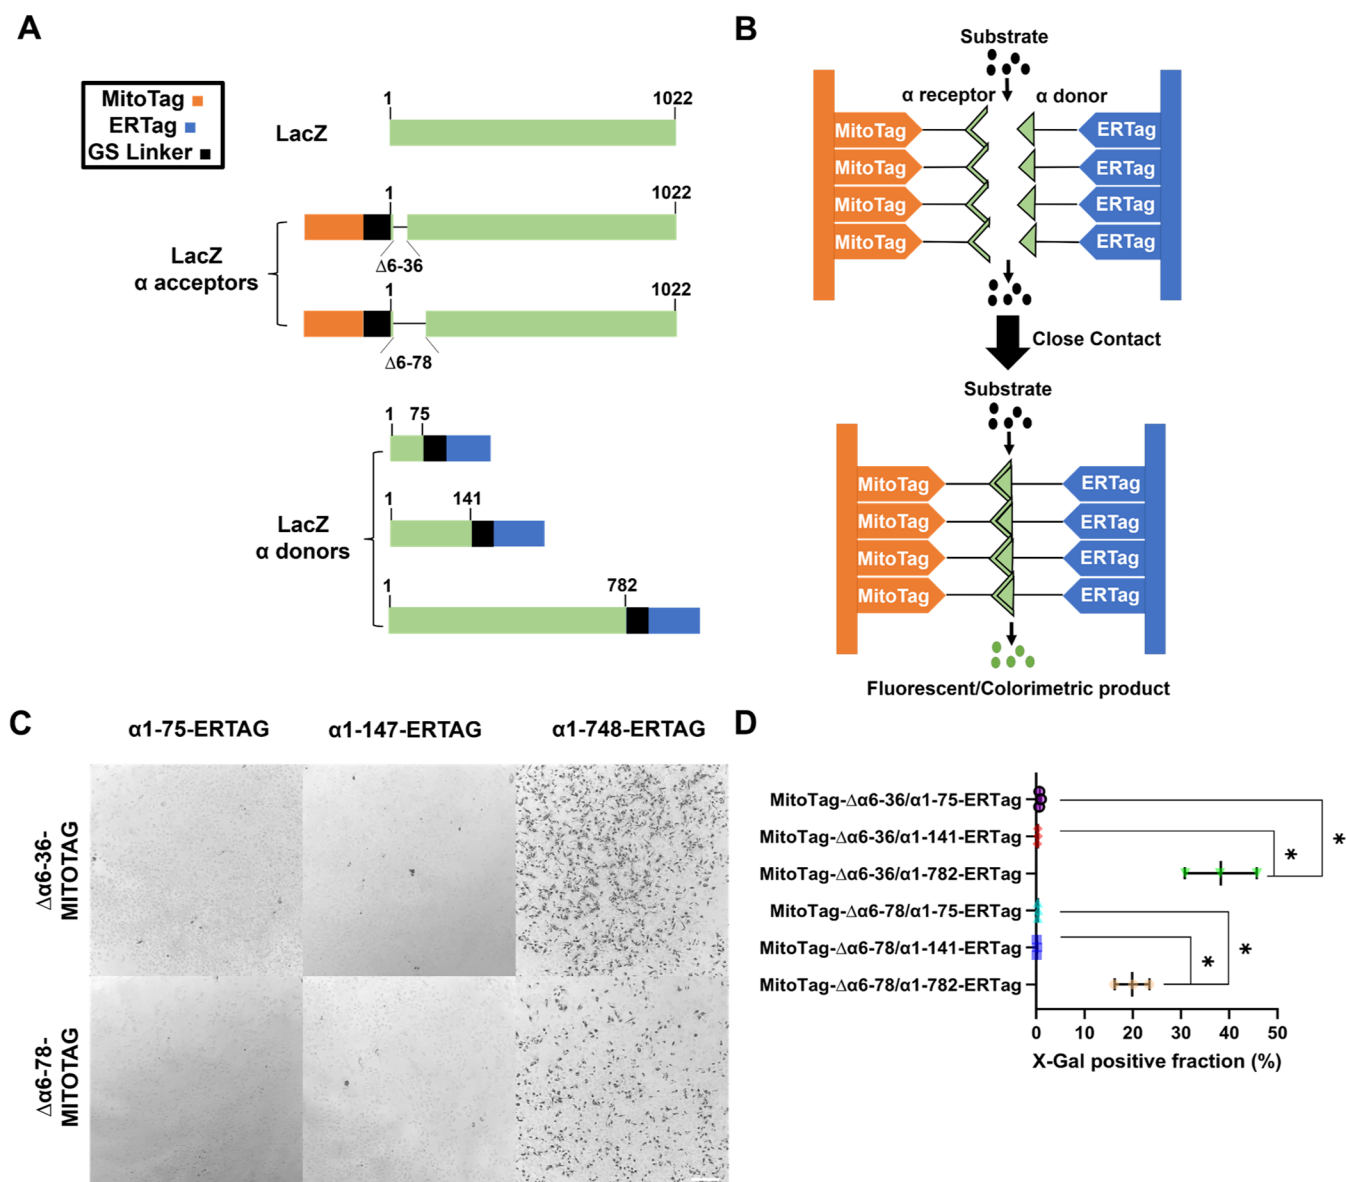 A
MitoTag
ERTag
GS Linker
LacZ
1
1022
LacZ
α acceptors
1
1022
Δ6-36
1
1022
Δ6-78
LacZ
α donors
1
75
1
141
1
782
B
Substrate
α receptor
α donor
MitoTag
ERTag
MitoTag
ERTag
MitoTag
ERTag
MitoTag
ERTag
Close Contact
Substrate
MitoTag
ERTag
MitoTag
ERTag
MitoTag
ERTag
MitoTag
ERTag
Fluorescent/Colorimetric product
C
α1-75-ERTAG
α1-147-ERTAG
α1-748-ERTAG
Δα6-36-
MITOTAG
Δα6-78-
MITOTAG
D
MitoTag-Δα6-36/α1-75-ERTag
MitoTag-Δα6-36/α1-141-ERTag
MitoTag-Δα6-36/α1-782-ERTag
MitoTag-Δα6-78/α1-75-ERTag
MitoTag-Δα6-78/α1-141-ERTag
MitoTag-Δα6-78/α1-782-ERTag
*
*
*
*
0 10 20 30 40 50
X-Gal positive fraction (%)